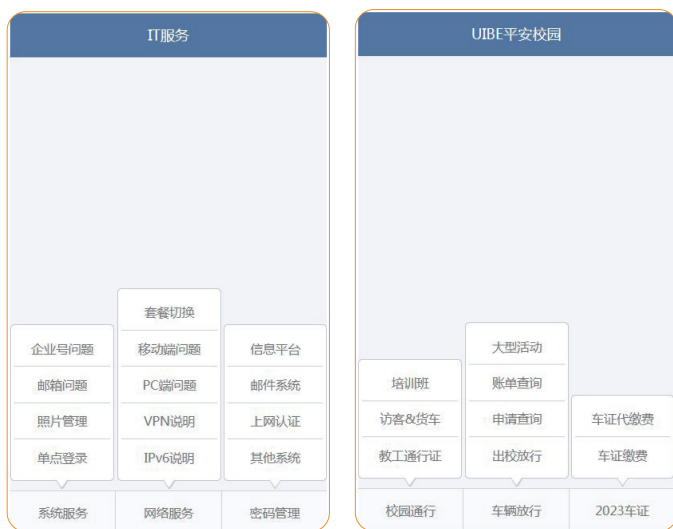 IT服务
套餐切换
企业号问题
移动端问题
信息平台
邮箱问题
PC端问题
邮件系统
照片管理
VPN说明
上网认证
单点登录
IPv6说明
其他系统
系统服务
网络服务
密码管理
UIBE平安校园
大型活动
培训班
账单查询
访客&货车
申请查询
车证代缴费
教工通行证
出校放行
车证缴费
校园通行
车辆放行
2023车证